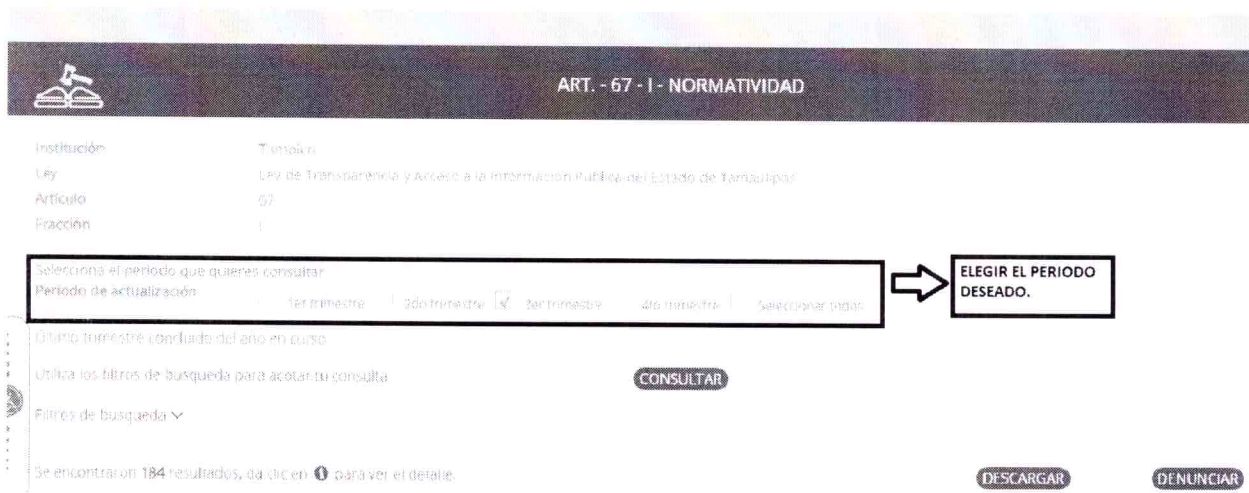 ART. - 67 - I - NORMATIVIDAD
Institución
Ley Ley de Transparencia y Acceso a la Información Publica del Estado de Tamaulipas
Artículo 67
Fracción I
Selecciona el periodo que quieres consultar
Periodo de actualización 1er trimestre 2do trimestre 3er trimestre 4to trimestre Seleccionar todos
ELEGIR EL PERIODO
DESEADO.
Último trimestre concluido del año en curso
Utiliza los filtros de búsqueda para acotar tu consulta CONSULTAR
Filtros de búsqueda
Se encontraron 184 resultados, da clic en para ver el detalle. DESCARGAR DENUNCIAR